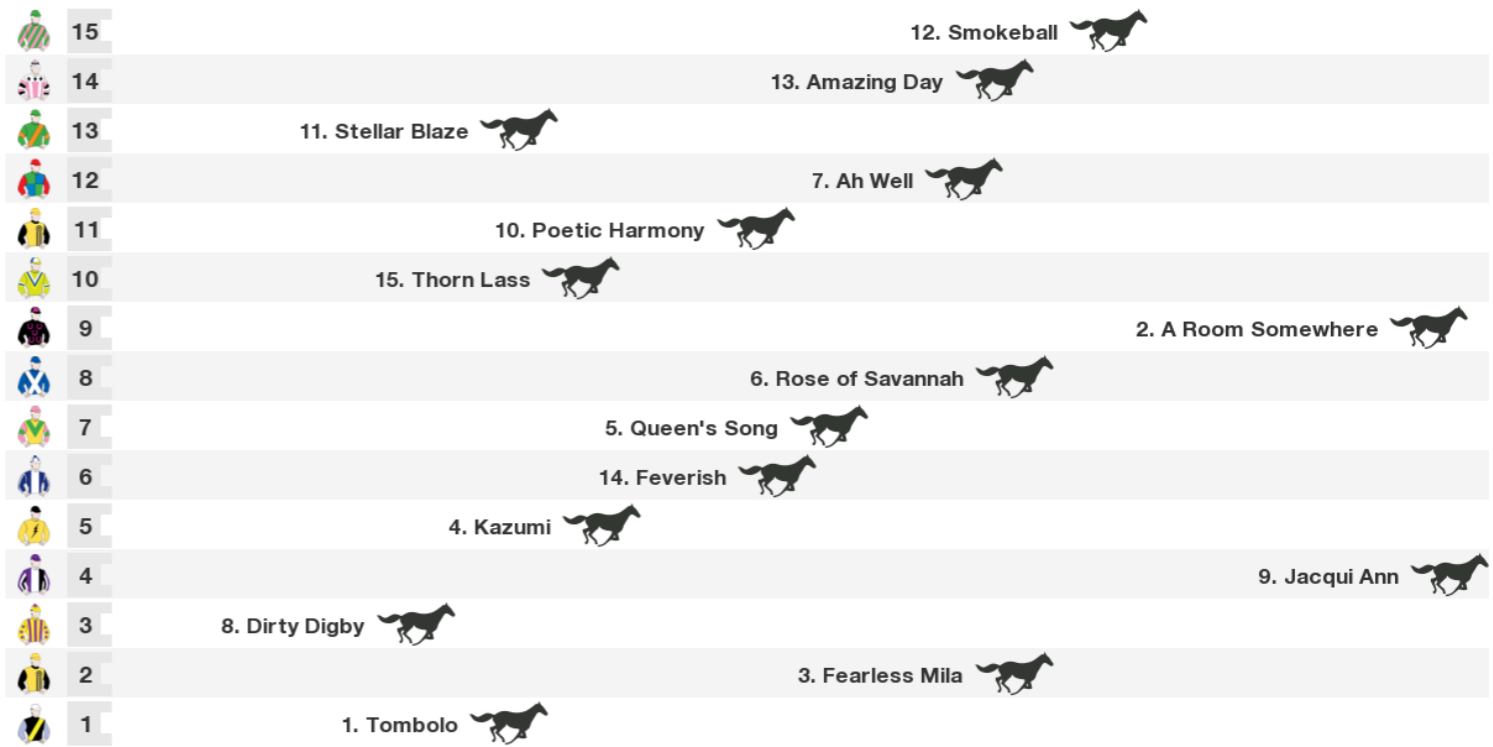 15 12. Smokeball
14 13. Amazing Day
13 11. Stellar Blaze
12 7. Ah Well
11 10. Poetic Harmony
10 15. Thorn Lass
9 2. A Room Somewhere
8 6. Rose of Savannah
7 5. Queen's Song
6 14. Feverish
5 4. Kazumi
4 9. Jacqui Ann
3 8. Dirty Digby
2 3. Fearless Mila
1 1. Tombolo